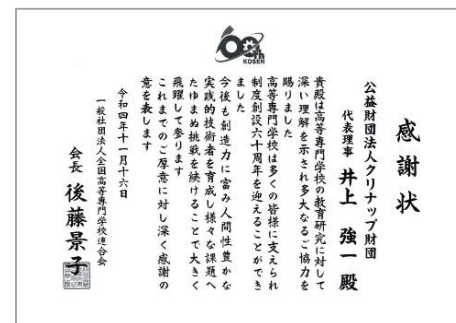 60th
KOSEN
感謝状
公益財団法人クリナップ財団
代表理事 井上 強一 殿
貴殿は高等専門学校の教育研究に対して
深い理解を示され多大なるご協力を
賜りました
高等専門学校は多くの皆様に支えられ
制度創設六十周年を迎えることができ
ました
今後も創造力に富み人間性豊かな
実践的技術者を育成し様々な課題へ
たゆまぬ挑戦を続けることで大きく
飛躍して参ります
これまでのご厚意に対し深く感謝の
意を表します
令和四年十一月十六日
一般社団法人全国高等専門学校連合会
会長 後藤景子